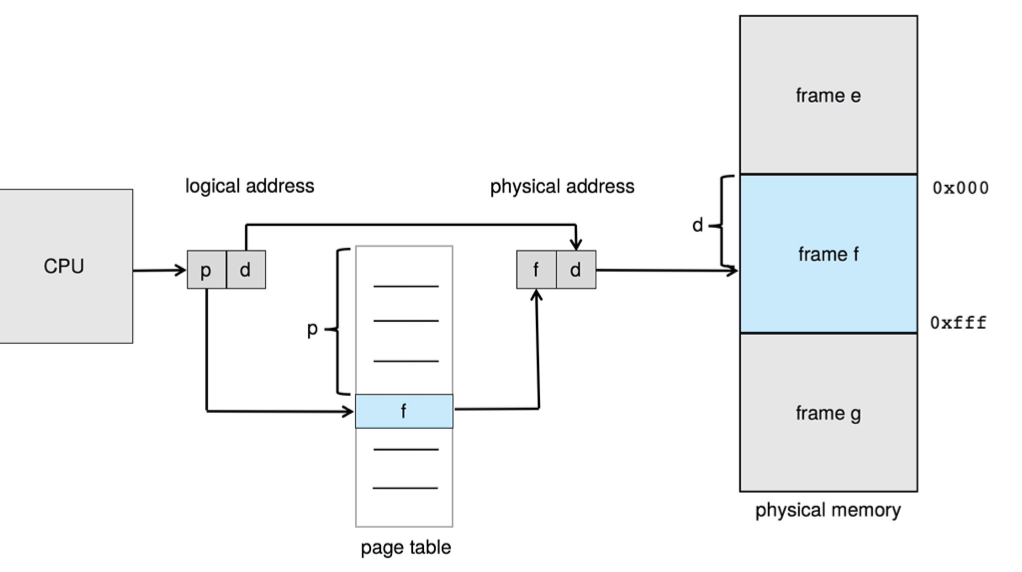 frame e
logical address
physical address
0x000
d
frame f
CPU
p
d
f
d
p
0xfff
f
frame g
physical memory
page table